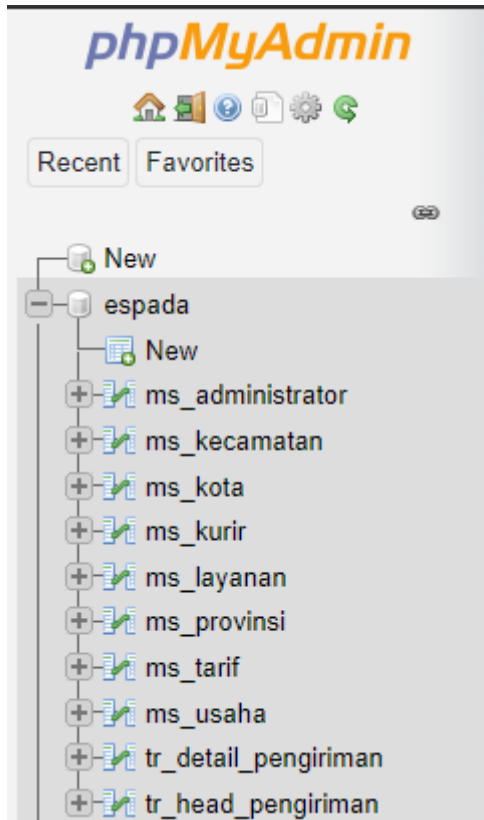 phpMyAdmin
Recent Favorites
New
espada
New
ms_administrator
ms_kecamatan
ms_kota
ms_kurir
ms_layanan
ms_provinsi
ms_tarif
ms_usaha
tr_detail_pengiriman
tr_head_pengiriman